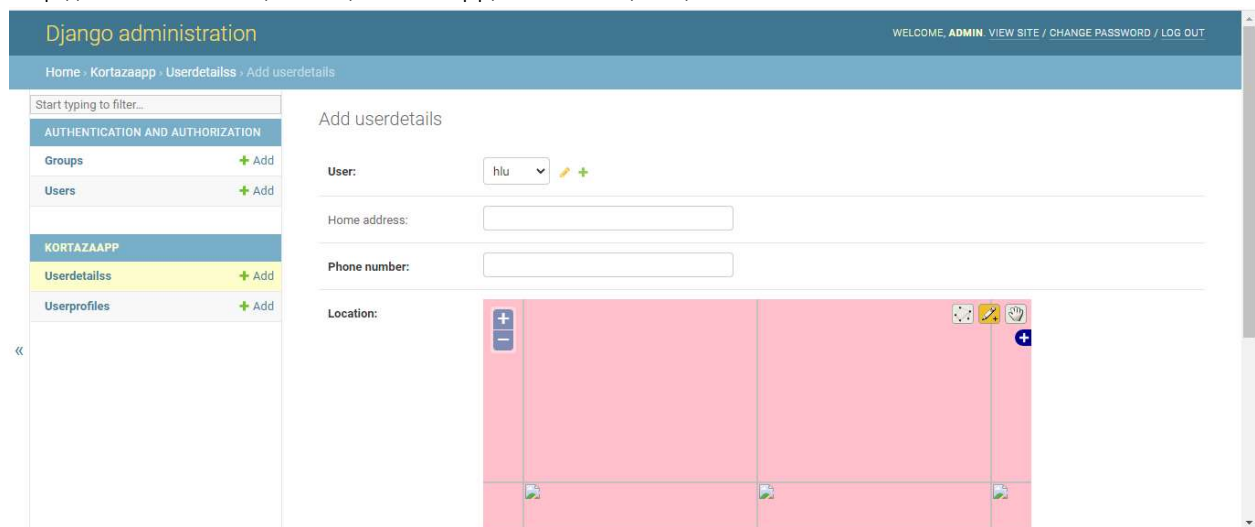 Django administration
WELCOME, ADMIN. VIEW SITE / CHANGE PASSWORD / LOG OUT
Home › Kortazaapp › Userdetailss › Add userdetails
Start typing to filter...
AUTHENTICATION AND AUTHORIZATION
Groups + Add
Users + Add
KORTAZAAPP
Userdetailss + Add
Userprofiles + Add
«
Add userdetails
User: hlu
Home address:
Phone number:
Location: